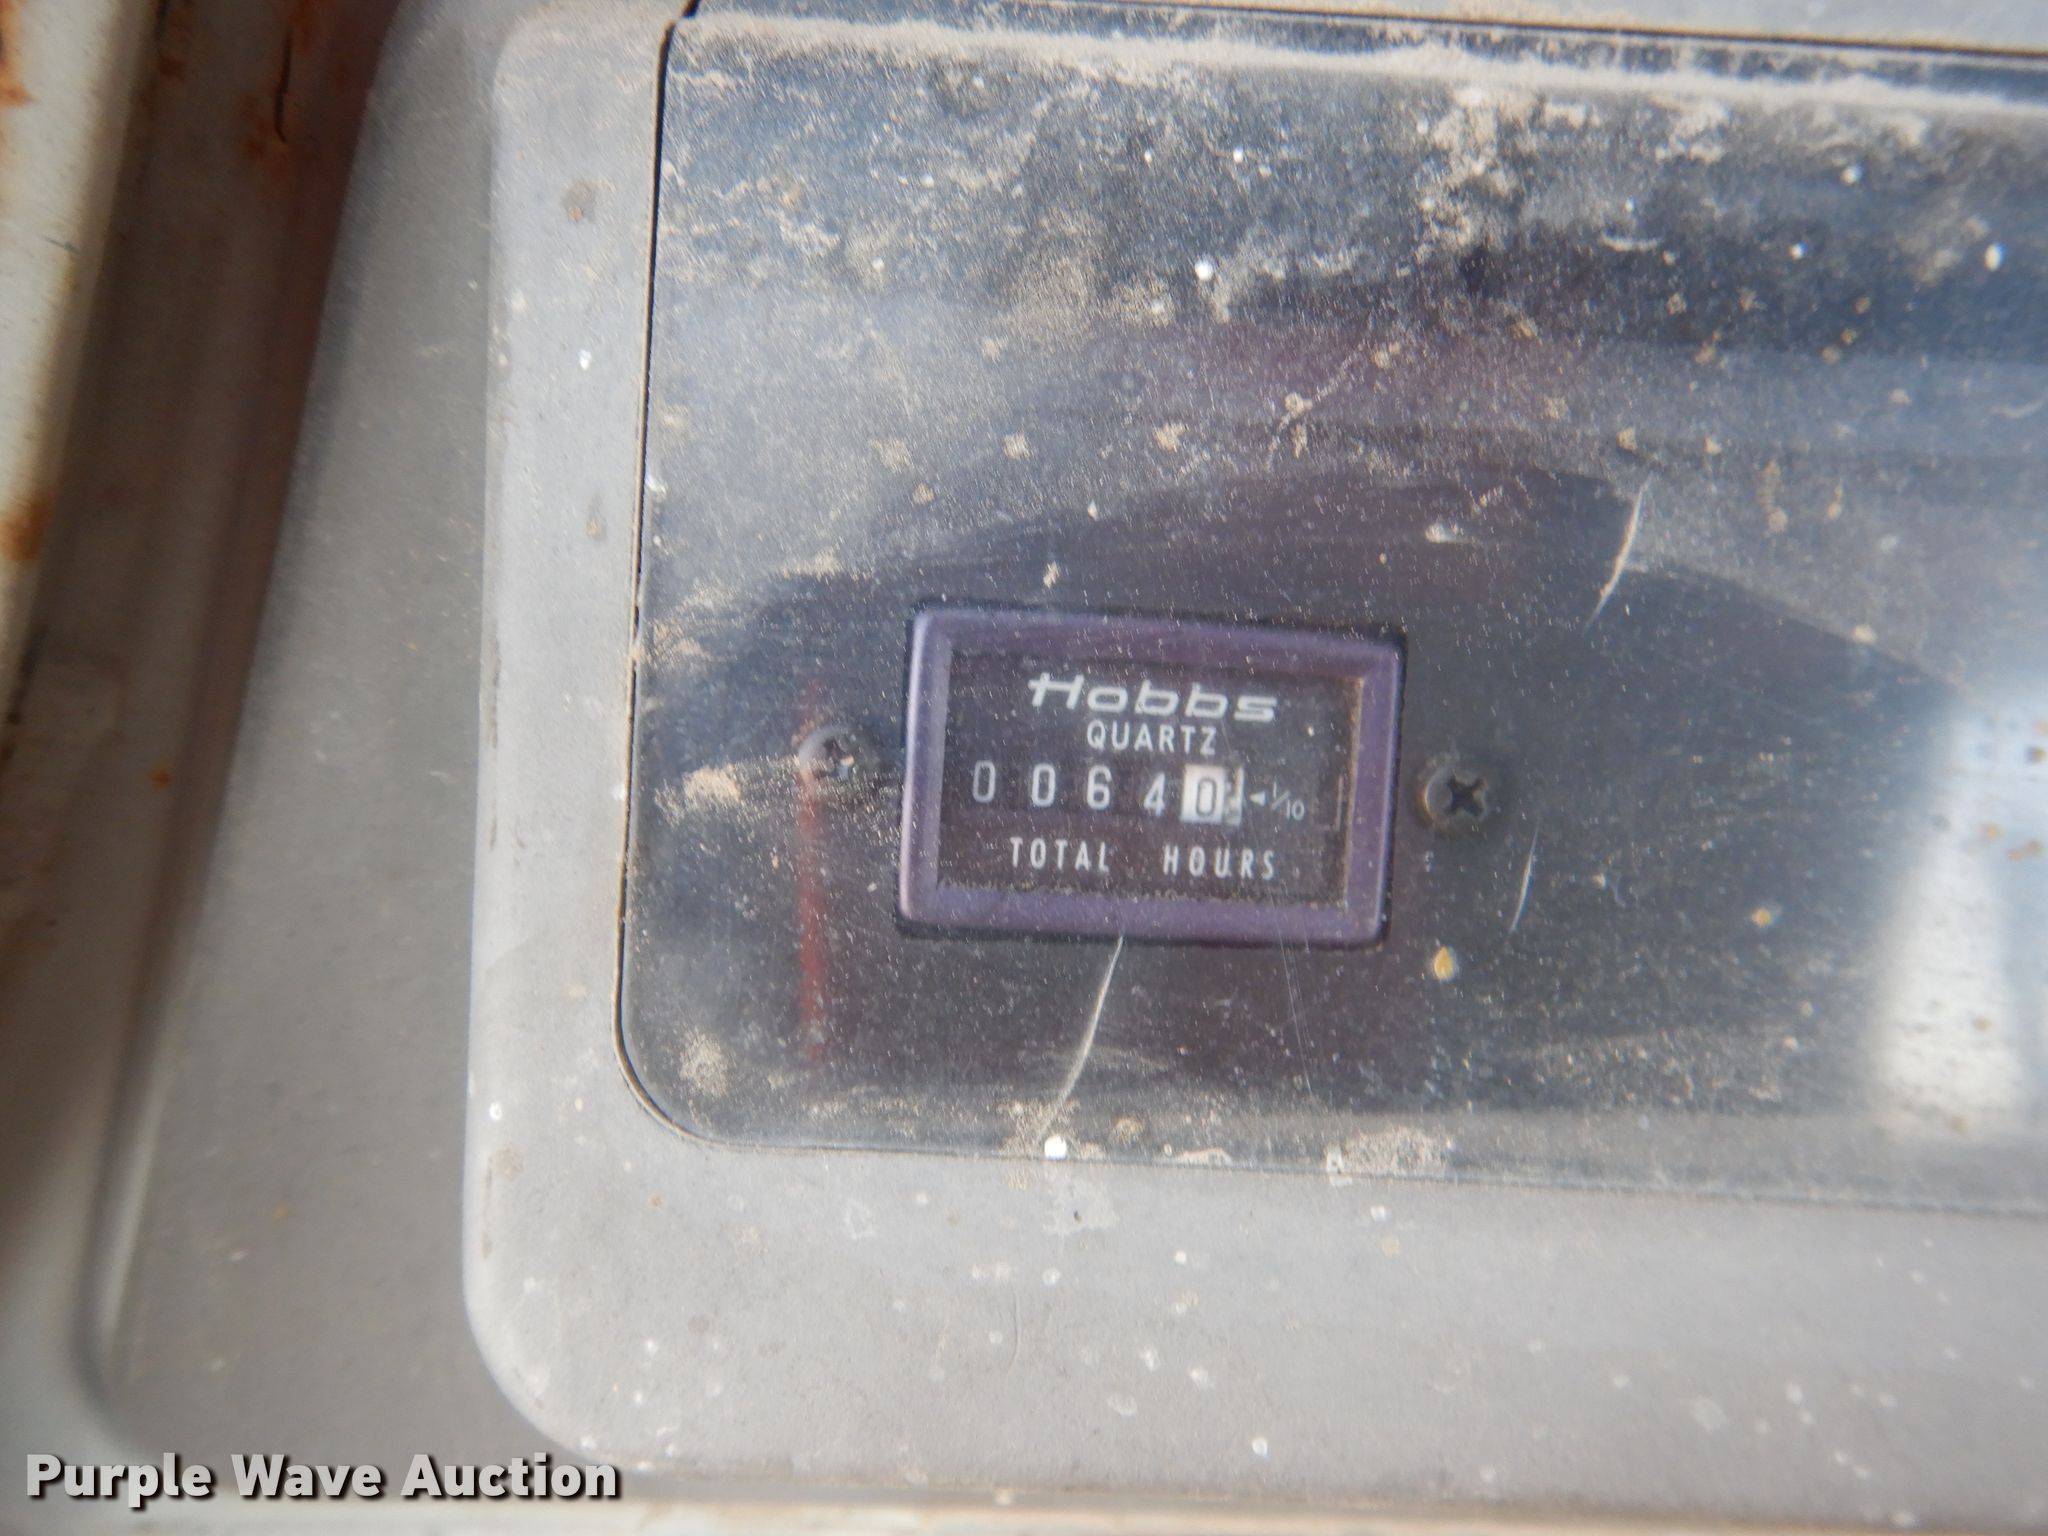 Hobbs
QUARTZ
0 0 6 4 0 ◄ 1/10
TOTAL HOURS
Purple Wave Auction